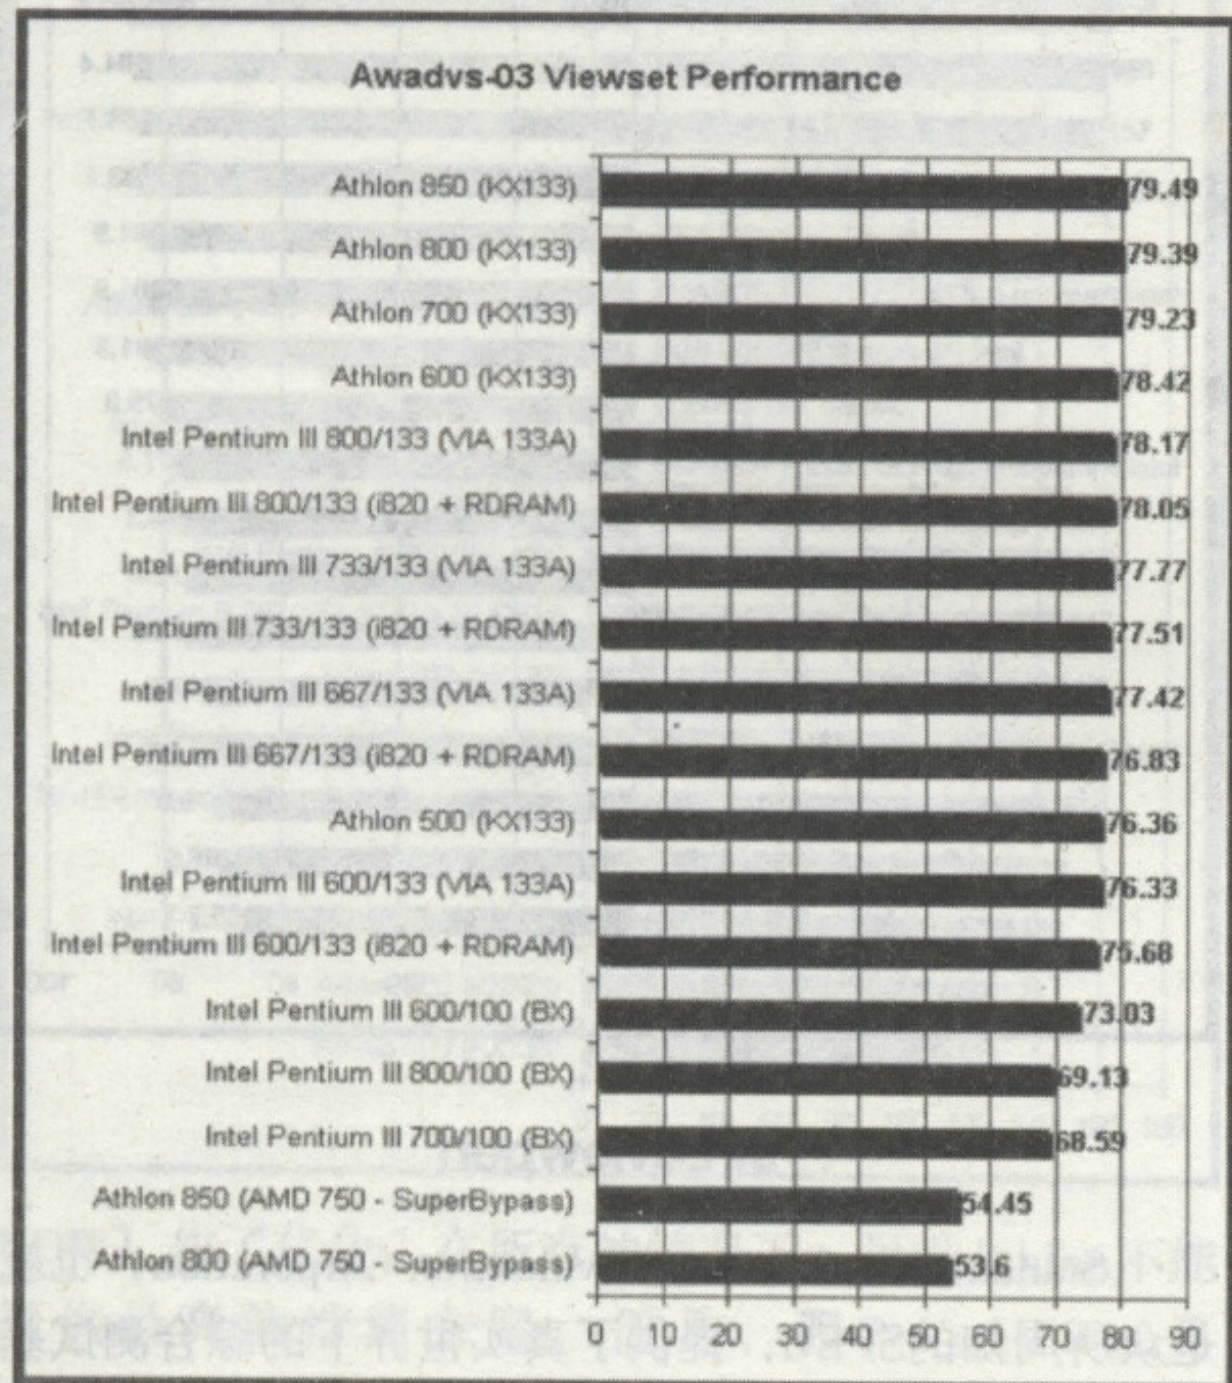 Awadvs-03 Viewset Performance
Athlon 850 (KX133) 79.49
Athlon 800 (KX133) 79.39
Athlon 700 (KX133) 79.23
Athlon 600 (KX133) 78.42
Intel Pentium III 800/133 (VIA 133A) 78.17
Intel Pentium III 800/133 (i820 + RDRAM) 78.05
Intel Pentium III 733/133 (VIA 133A) 77.77
Intel Pentium III 733/133 (i820 + RDRAM) 77.51
Intel Pentium III 667/133 (VIA 133A) 77.42
Intel Pentium III 667/133 (i820 + RDRAM) 76.83
Athlon 500 (KX133) 76.36
Intel Pentium III 600/133 (VIA 133A) 76.33
Intel Pentium III 600/133 (i820 + RDRAM) 75.68
Intel Pentium III 600/100 (BX) 73.03
Intel Pentium III 800/100 (BX) 69.13
Intel Pentium III 700/100 (BX) 68.59
Athlon 850 (AMD 750 - SuperBypass) 54.45
Athlon 800 (AMD 750 - SuperBypass) 53.6
0 10 20 30 40 50 60 70 80 90